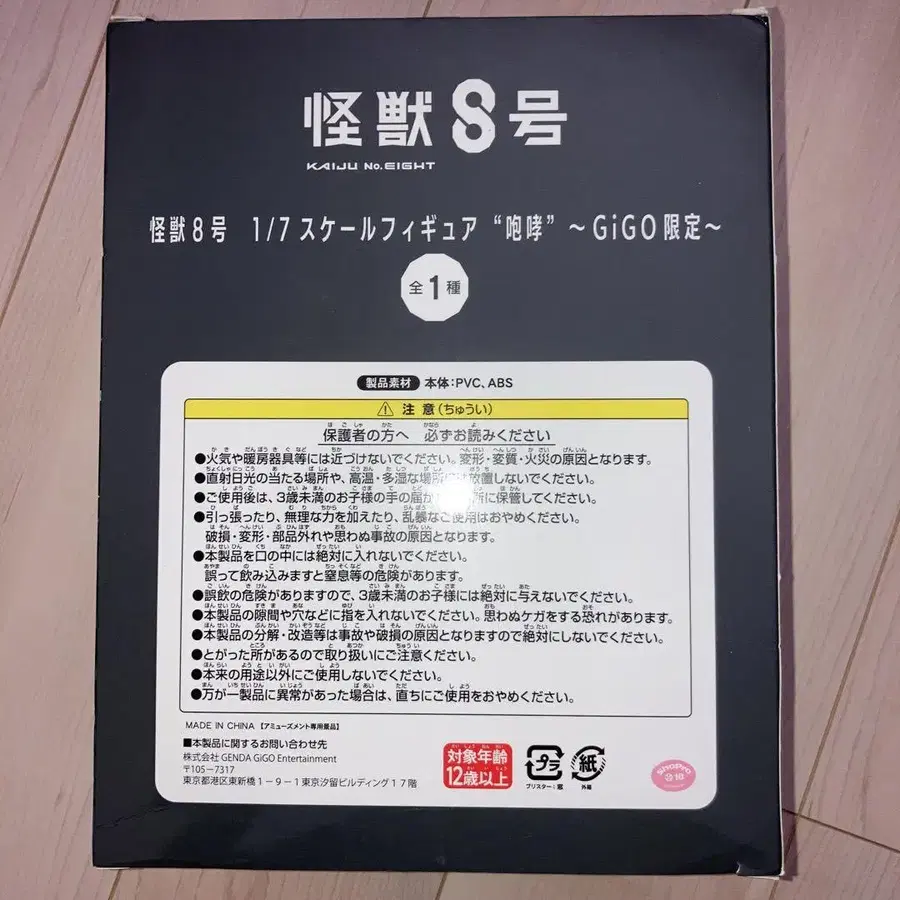 怪獣8号
KAIJU No.EIGHT
怪獣8号 1/7スケールフィギュア“咆哮”～GiGO限定～
全1種
製品素材 本体：PVC、ABS
注意（ちゅうい）
保護者の方へ 必ずお読みください
●火気や暖房器具等には近づけないでください。変形・変質・火災の原因となります。
●直射日光の当たる場所や、高温・多湿な場所 放置しないでください。
●ご使用後は、3歳未満のお子様の手の届か 所に保管してください。
●引っ張ったり、無理な力を加えたり、乱暴なご使用はおやめください。
破損・変形・部品外れや思わぬ事故の原因となります。
●本製品を口の中には絶対に入れないでください。
誤って飲み込みますと窒息等の危険があります。
●誤飲の危険がありますので、3歳未満のお子様には絶対に与えないでください。
●本製品の隙間や穴などに指を入れないでください。思わぬケガをする恐れがあります。
●本製品の分解・改造等は事故や破損の原因となりますので絶対にしないでください。
●とがった所があるので取り扱いにご注意ください。
●本来の用途以外にご使用しないでください。
●万が一製品に異常があった場合は、直ちにご使用をおやめください。
MADE IN CHINA 【アミューズメント専用景品】
■本製品に関するお問い合わせ先
株式会社 GENDA GiGO Entertainment
〒105－7317
東京都港区東新橋1－9－1東京汐留ビルディング17階
対象年齢
12歳以上
プラ
ブリスター：窓
紙
外箱
ShoPro